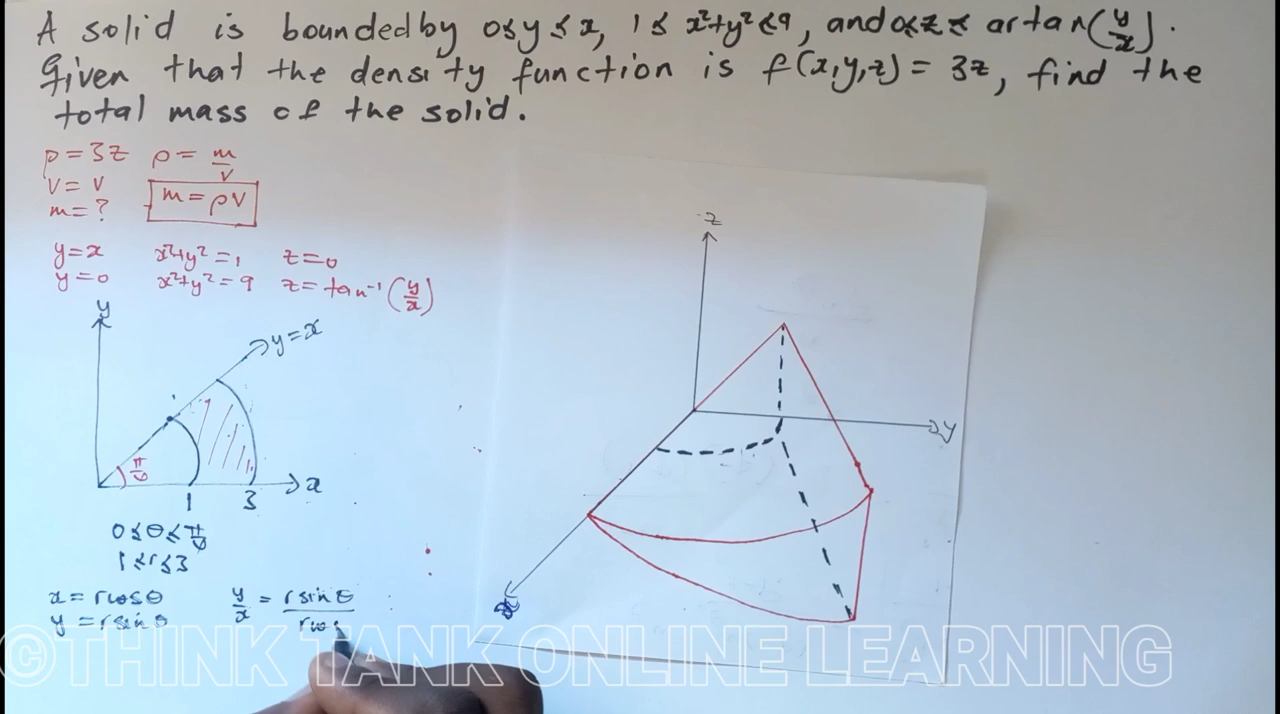 A solid is bounded by 0≤y≤x, 1≤ x²+y² ≤9, and 0≤z≤ artan(y/x).
Given that the density function is f(x,y,z) = 3z, find the
total mass of the solid.
ρ = 3z ρ = m/v
v = v
m = ? m = ρV
y = x x²+y² = 1 z = 0
y = 0 x²+y² = 9 z = tan⁻¹(y/x)
y
y = x
π/4
x
1 3
0 ≤ θ ≤ π/4
1 ≤ r ≤ 3
x = r cos θ y/x = r sin θ / r cos
y = r sin θ
z
y
x
©THINK TANK ONLINE LEARNING